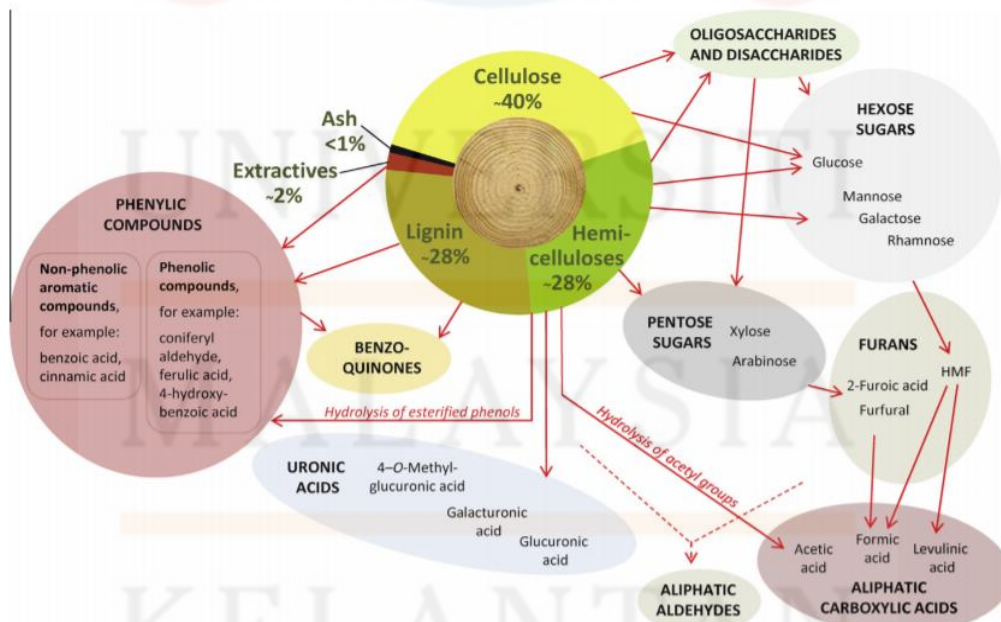 OLIGOSACCHARIDES
AND DISACCHARIDES
Cellulose
~40%
HEXOSE
SUGARS
Ash
<1%
Glucose
Extractives
~2%
Mannose
Galactose
Rhamnose
PHENYLIC
COMPOUNDS
Lignin
~28%
Hemi-
celluloses
~28%
Non-phenolic
aromatic
compounds,
for example:
benzoic acid,
cinnamic acid
Phenolic
compounds,
for example:
coniferyl
aldehyde,
ferulic acid,
4-hydroxy-
benzoic acid
BENZO-
QUINONES
PENTOSE
SUGARS
Xylose
Arabinose
FURANS
HMF
2-Furoic acid
Furfural
Hydrolysis of esterified phenols
Hydrolysis of acetyl groups
URONIC
ACIDS
4–O-Methyl-
glucuronic acid
Galacturonic
acid
Glucuronic
acid
Acetic
acid
Formic
acid
Levulinic
acid
ALIPHATIC
ALDEHYDES
ALIPHATIC
CARBOXYLIC ACIDS
UNIVERSITI
MALAYSIA
KELANTAN